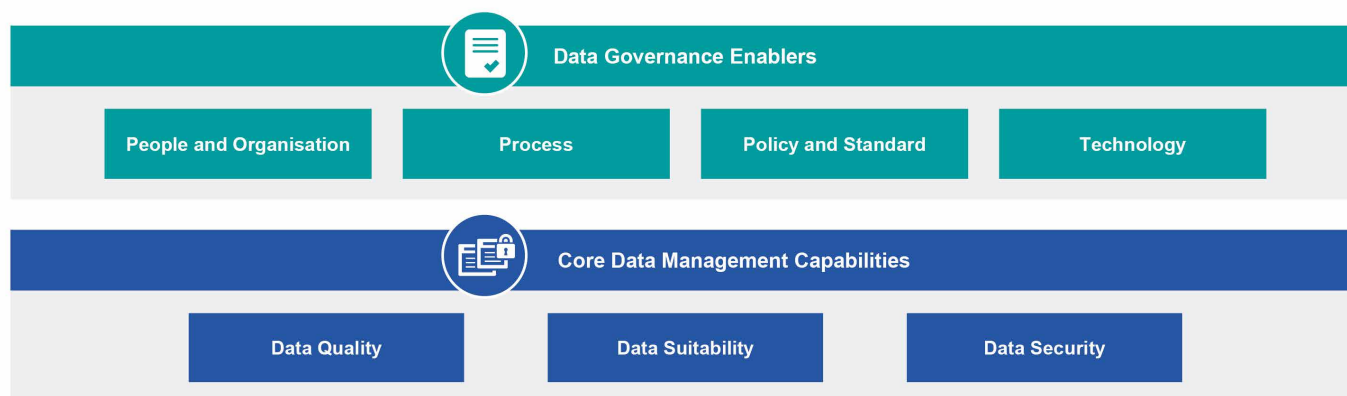 Data Governance Enablers
People and Organisation
Process
Policy and Standard
Technology
Core Data Management Capabilities
Data Quality
Data Suitability
Data Security